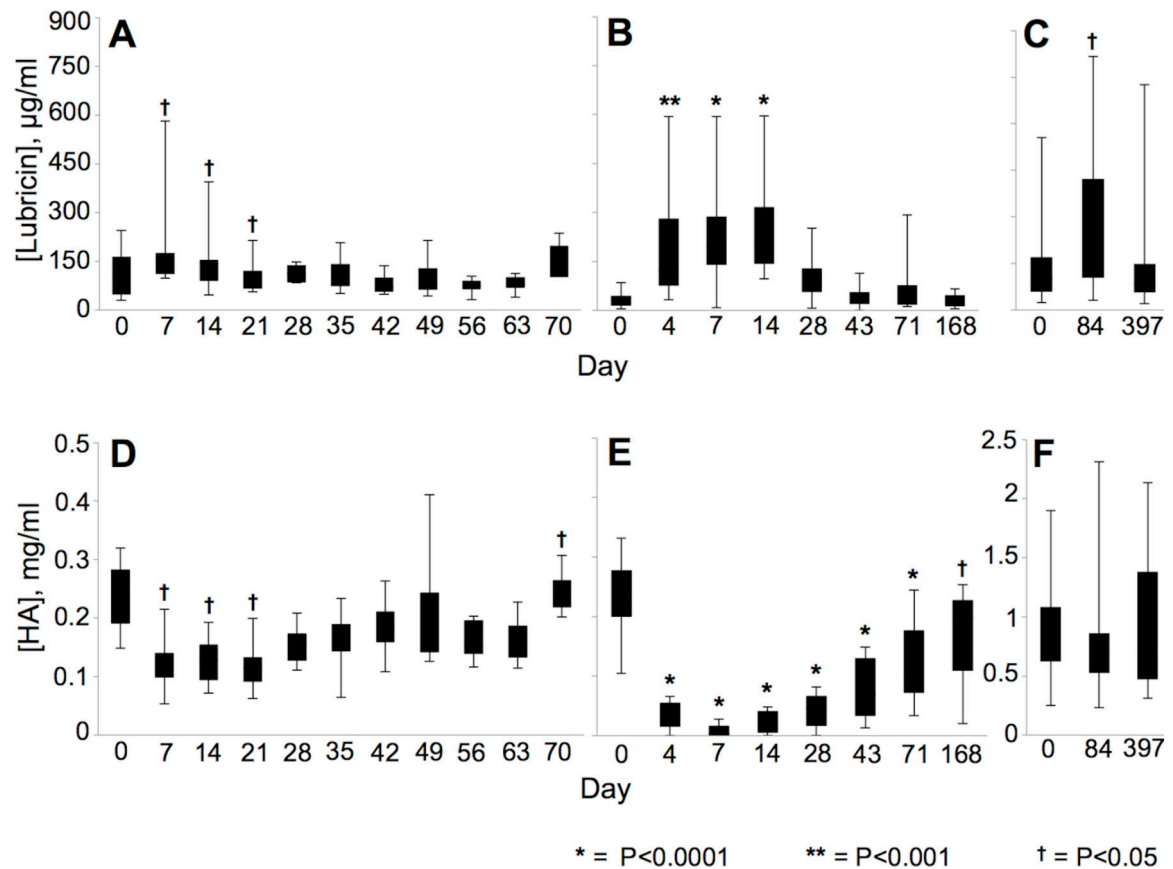 A
B
C
[Lubricin], µg/ml
900
750
600
450
300
150
0
†
†
†
**
*
*
†
0 7 14 21 28 35 42 49 56 63 70
0 4 7 14 28 43 71 168
0 84 397
Day
D
E
F
[HA], mg/ml
0.5
0.4
0.3
0.2
0.1
0
†
†
†
†
*
*
*
*
*
*
†
2.5
2
1.5
1
0.5
0
0 7 14 21 28 35 42 49 56 63 70
0 4 7 14 28 43 71 168
0 84 397
Day
* = P<0.0001 ** = P<0.001 † = P<0.05